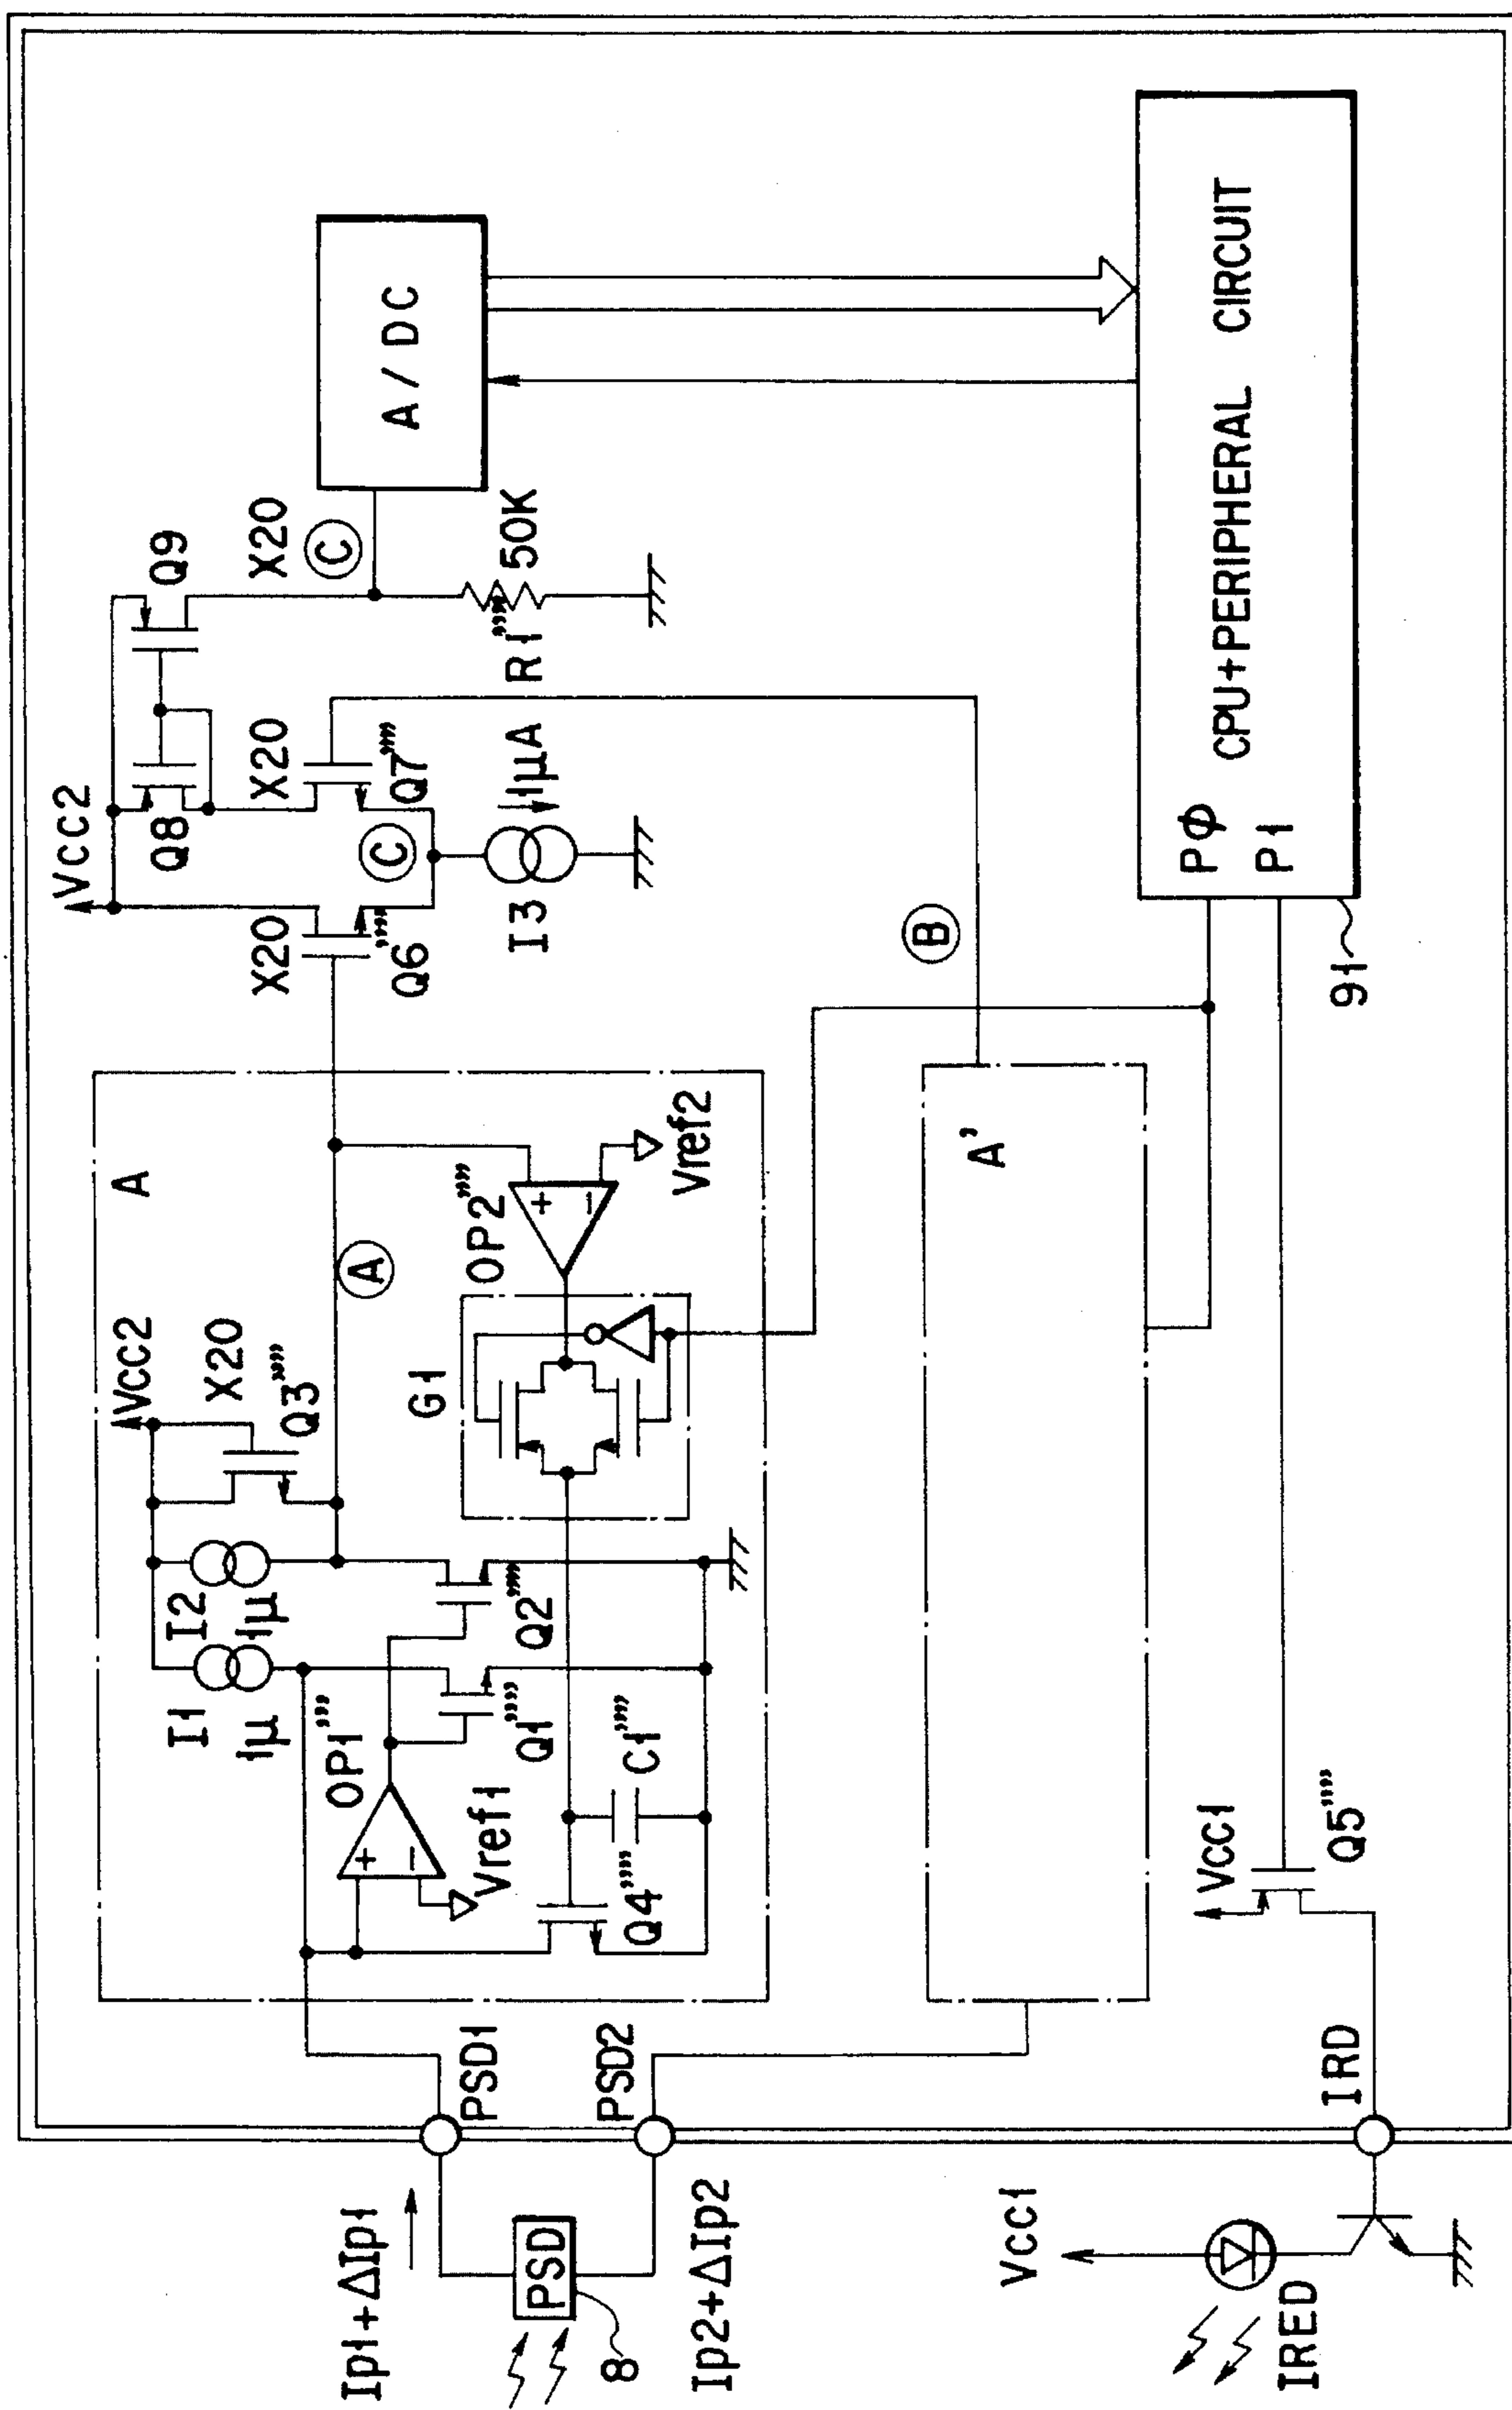 Ip1+ΔIp1
PSD
8
Ip2+ΔIp2
PSD1
PSD2
VCC1
IRED
IRD
A
VCC2
I1
1μ
I2
1μ
X20
Q3''''
OP1'''
+
−
Vref1
Q1''''
Q2''''
Q4''''
C1''''
G1
A
OP2''''
+
−
Vref2
A'
B
VCC1
Q5''''
VCC2
Q8
Q9
X20
X20
X20
Q6''''
Q7''''
C
I3
1μA
C
R1''''
50K
A/DC
Pφ
P1
CPU+PERIPHERAL CIRCUIT
91